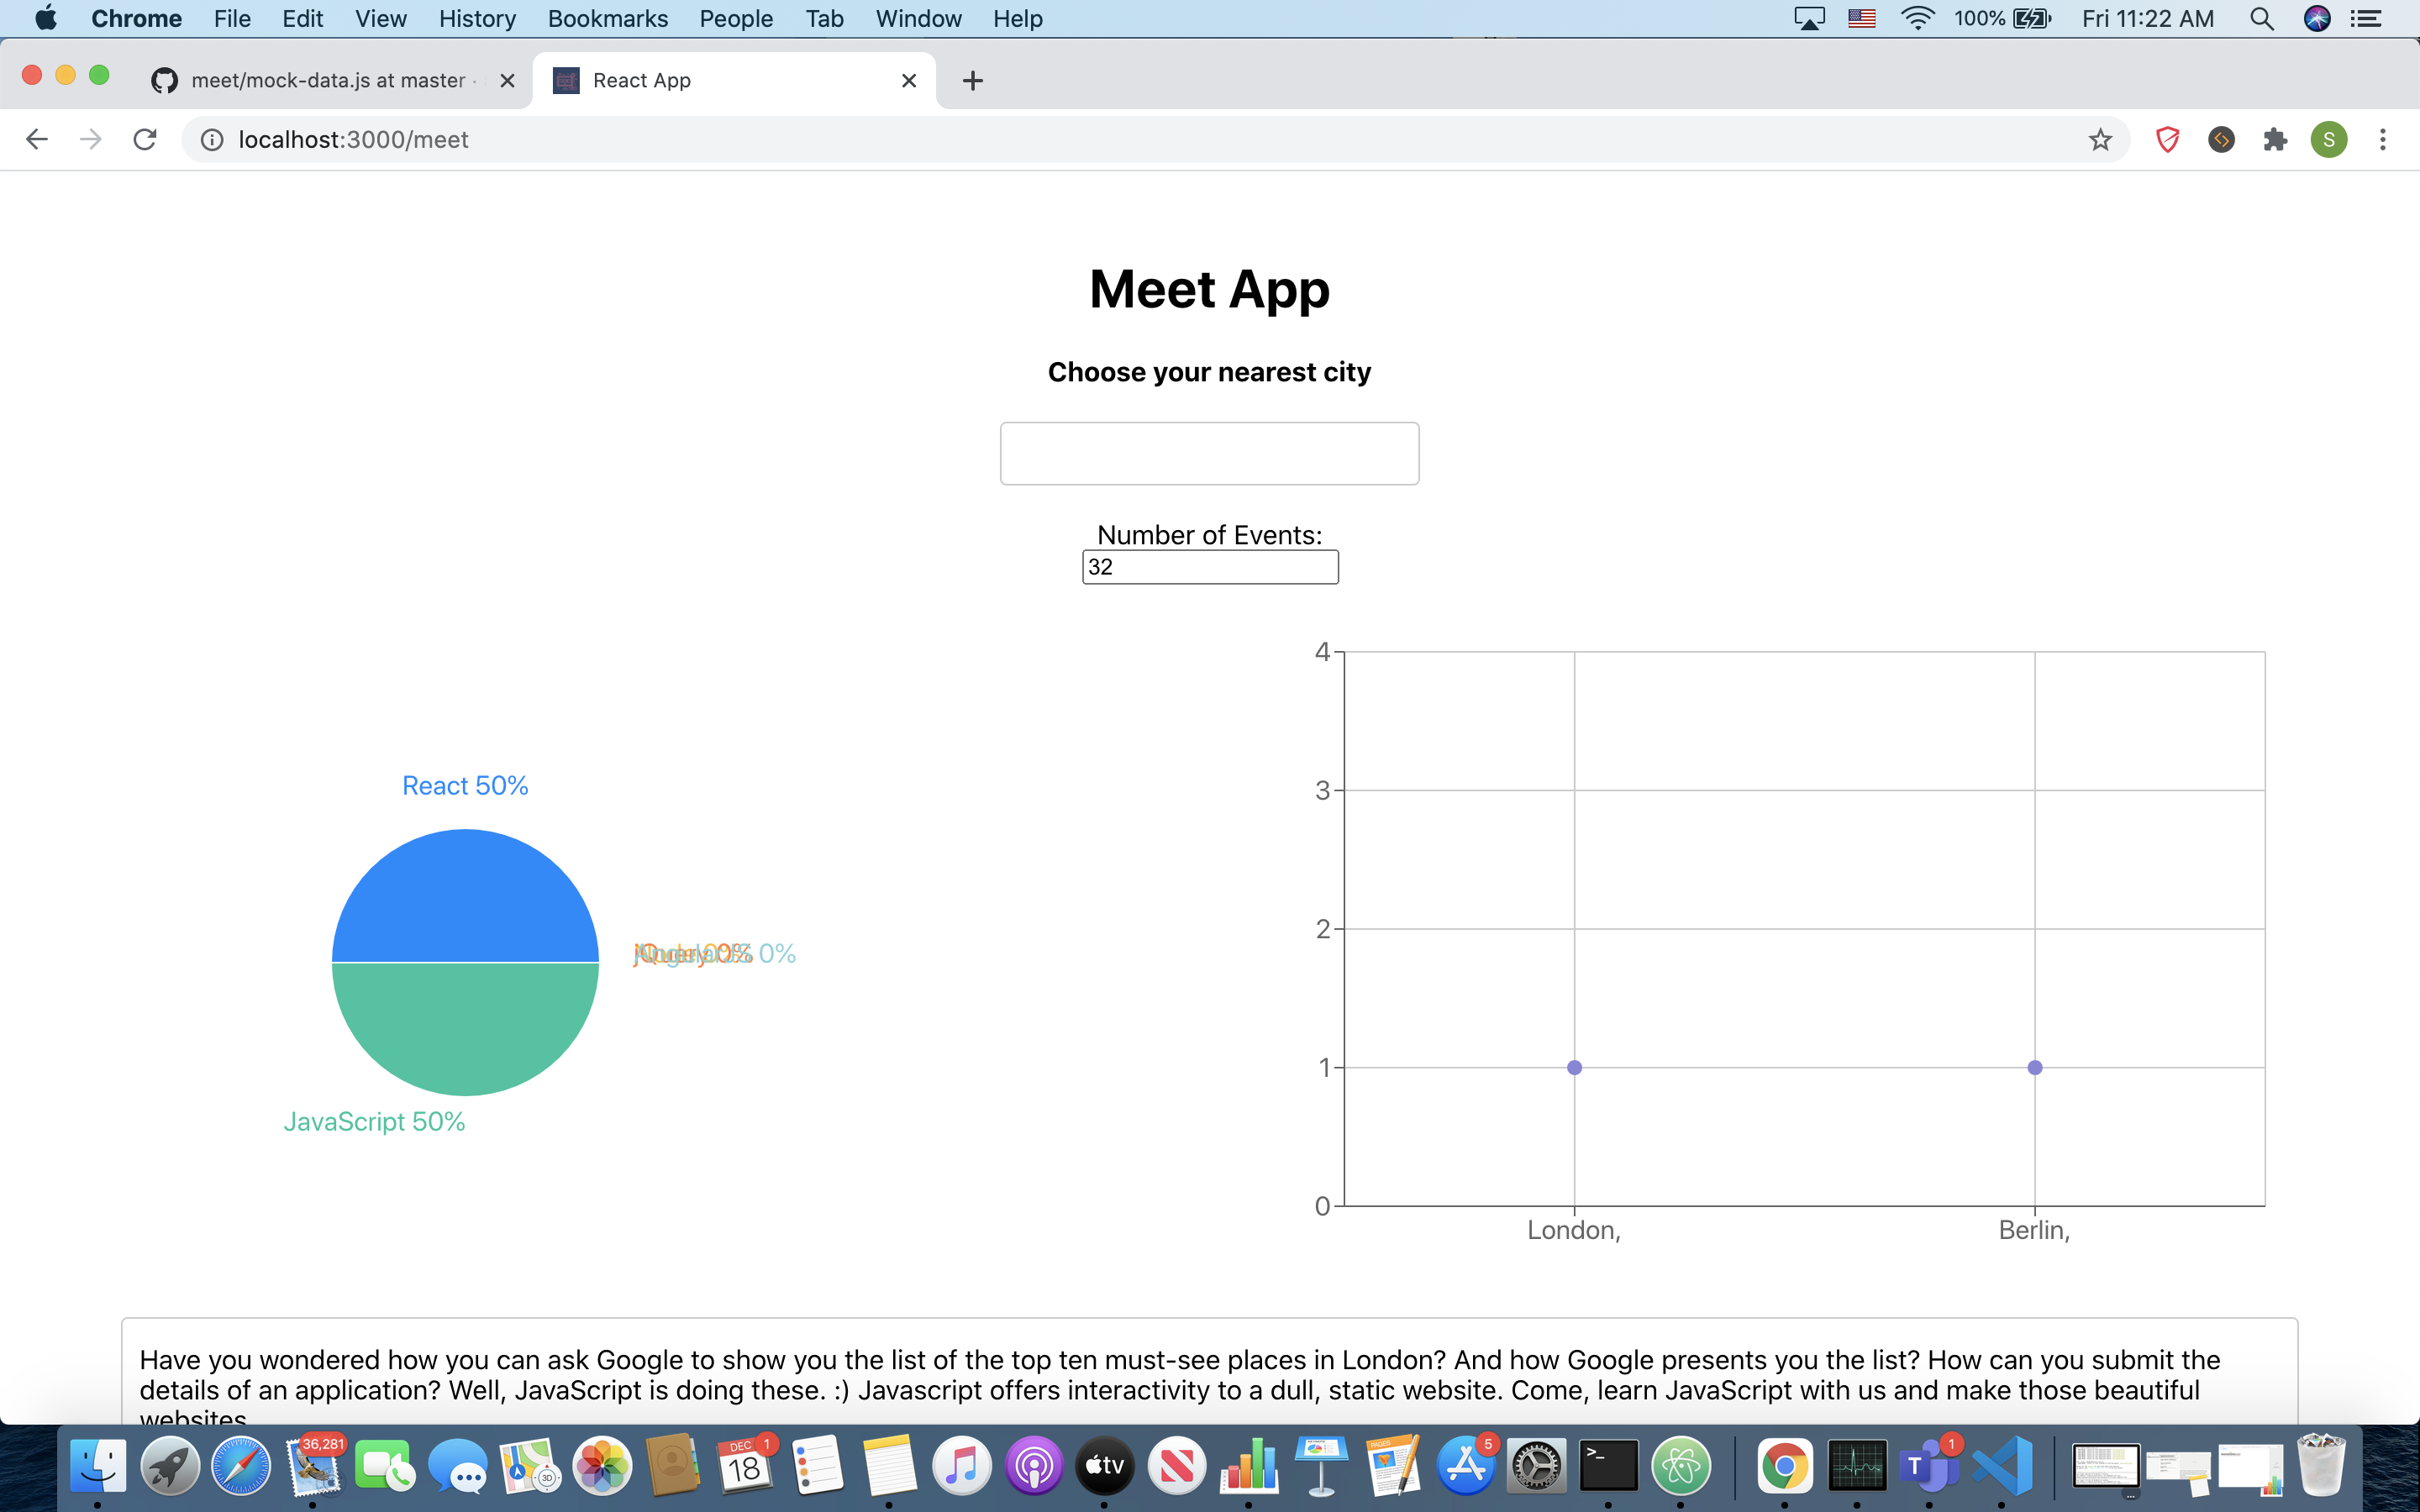 Chrome File Edit View History Bookmarks People Tab Window Help 100% Fri 11:22 AM
meet/mock-data.js at master · React App
localhost:3000/meet S
Meet App
Choose your nearest city
Number of Events:
32
4
3
2
1
0
London, Berlin,
React 50%
jQuery 0%
AngularJS 0%
JavaScript 50%
Have you wondered how you can ask Google to show you the list of the top ten must-see places in London? And how Google presents you the list? How can you submit the
details of an application? Well, JavaScript is doing these. :) Javascript offers interactivity to a dull, static website. Come, learn JavaScript with us and make those beautiful
websites
36,281 3D DEC 1 18 tv PAGES 5 >_ T 1